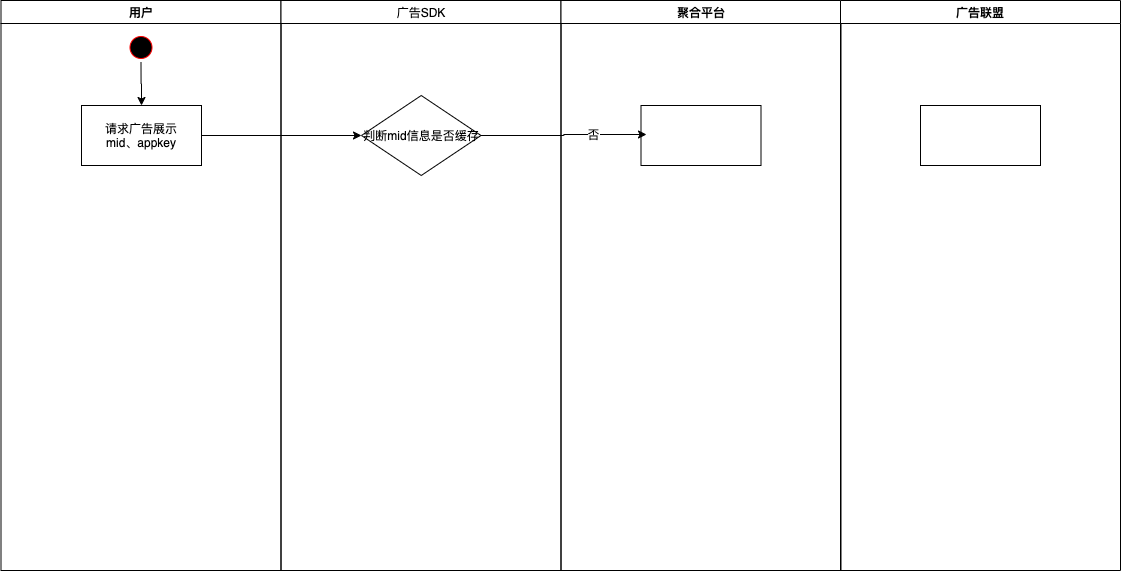 用户
广告SDK
聚合平台
广告联盟
请求广告展示
mid、appkey
判断mid信息是否缓存
否